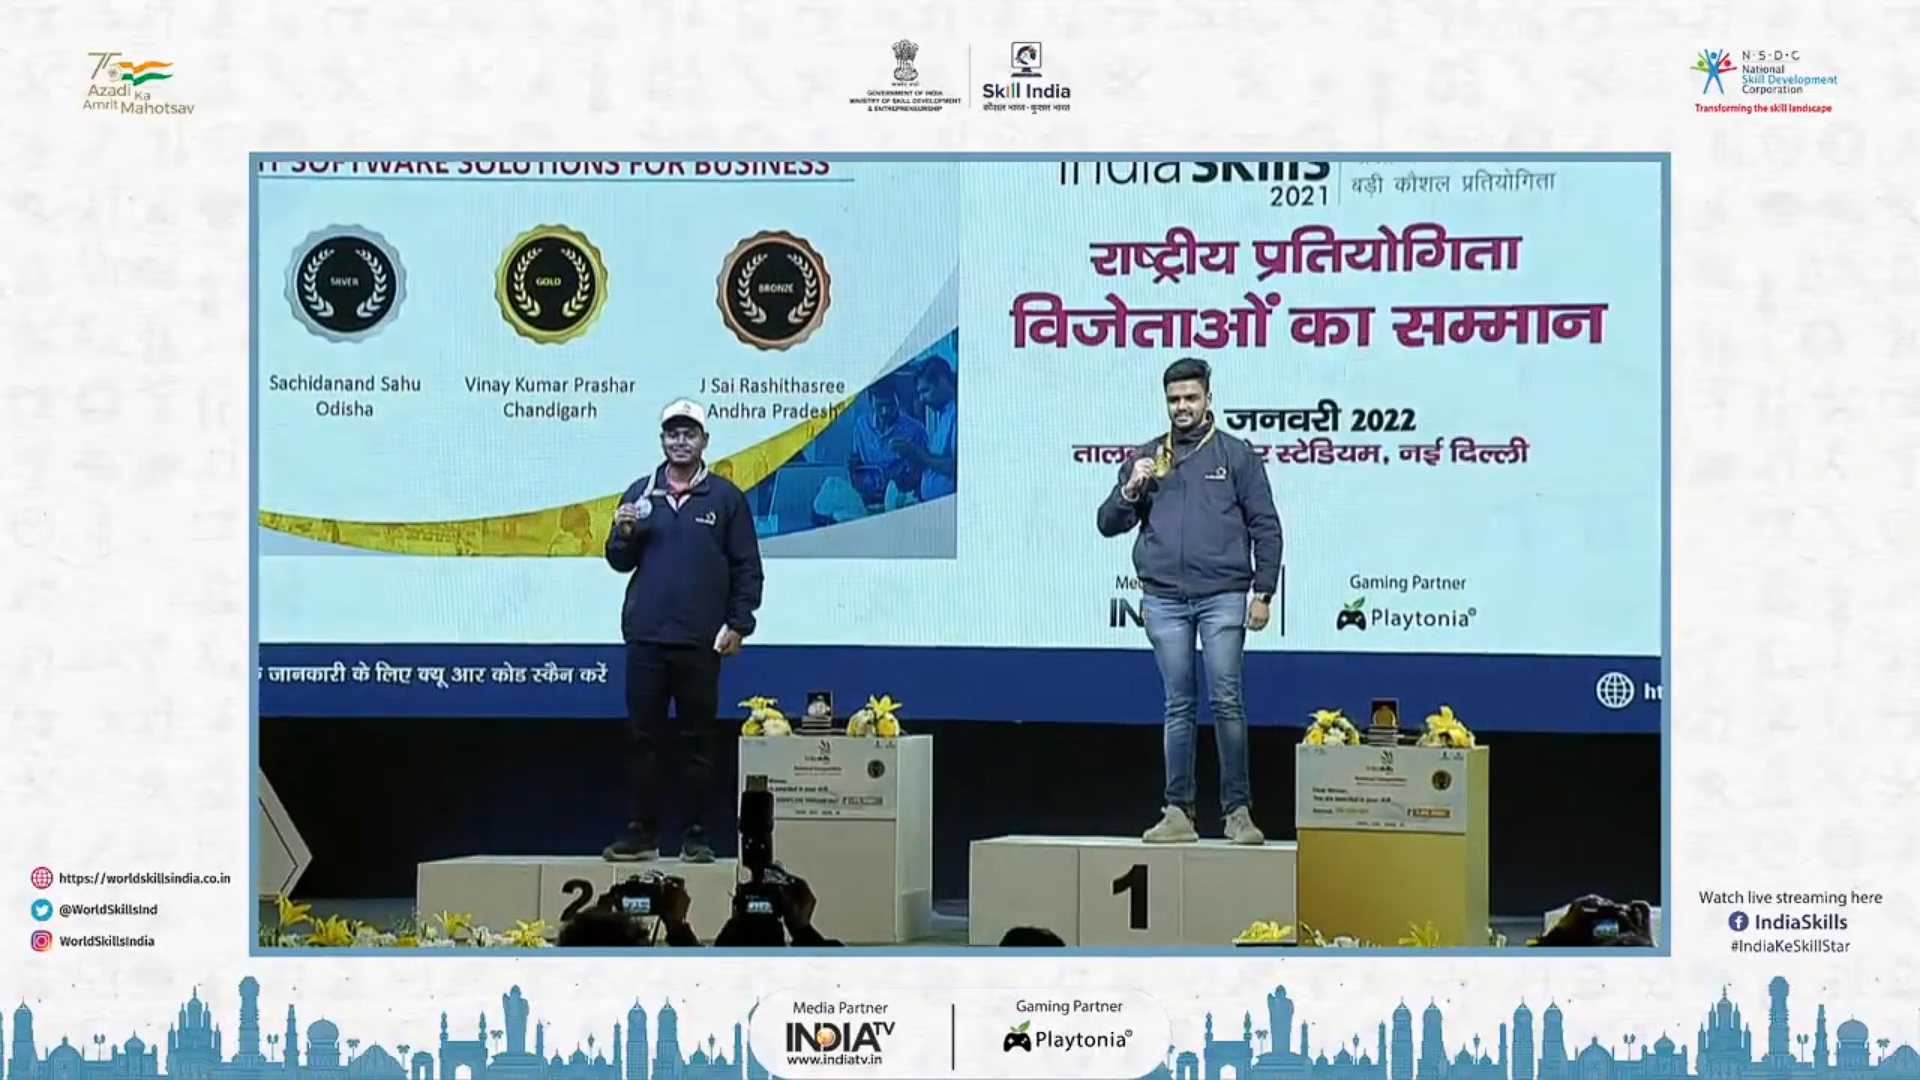 75
Azadi Ka
Amrit Mahotsav
GOVERNMENT OF INDIA
MINISTRY OF SKILL DEVELOPMENT
& ENTREPRENEURSHIP
Skill India
कौशल भारत-कुशल भारत
N·S·D·C
National
Skill Development
Corporation
Transforming the skill landscape
IT SOFTWARE SOLUTIONS FOR BUSINESS
SILVER
GOLD
BRONZE
Sachidanand Sahu
Odisha
Vinay Kumar Prashar
Chandigarh
J Sai Rashithasree
Andhra Pradesh
India SKIllS
2021
बड़ी कौशल प्रतियोगिता
राष्ट्रीय प्रतियोगिता
विजेताओं का सम्मान
जनवरी 2022
स्टेडियम, नई दिल्ली
Gaming Partner
Playtonia
जानकारी के लिए क्यू आर कोड स्कैन करें
2
1
https://worldskillsindia.co.in
@WorldSkillsInd
WorldSkillsIndia
Watch live streaming here
IndiaSkills
#IndiaKeSkillStar
Media Partner
INDIA TV
www.indiatv.in
Gaming Partner
Playtonia